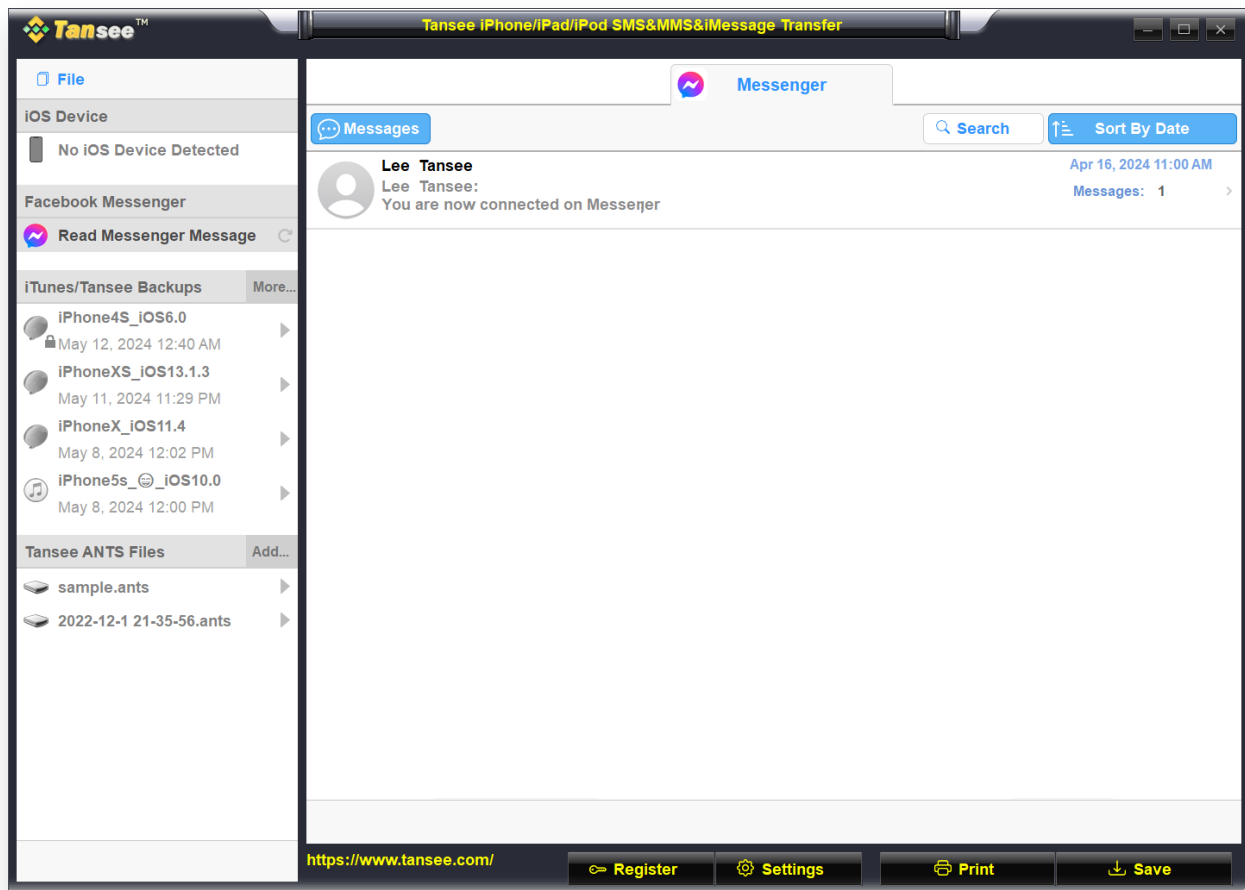 Tansee™
Tansee iPhone/iPad/iPod SMS&MMS&iMessage Transfer
File
iOS Device
No iOS Device Detected
Facebook Messenger
Read Messenger Message
iTunes/Tansee Backups More...
iPhone4S_iOS6.0
May 12, 2024 12:40 AM
iPhoneXS_iOS13.1.3
May 11, 2024 11:29 PM
iPhoneX_iOS11.4
May 8, 2024 12:02 PM
iPhone5s_😄_iOS10.0
May 8, 2024 12:00 PM
Tansee ANTS Files Add...
sample.ants
2022-12-1 21-35-56.ants
Messenger
Messages
Search
Sort By Date
Lee Tansee
Apr 16, 2024 11:00 AM
Lee Tansee:
Messages: 1
You are now connected on Messeņer
https://www.tansee.com/
Register
Settings
Print
Save